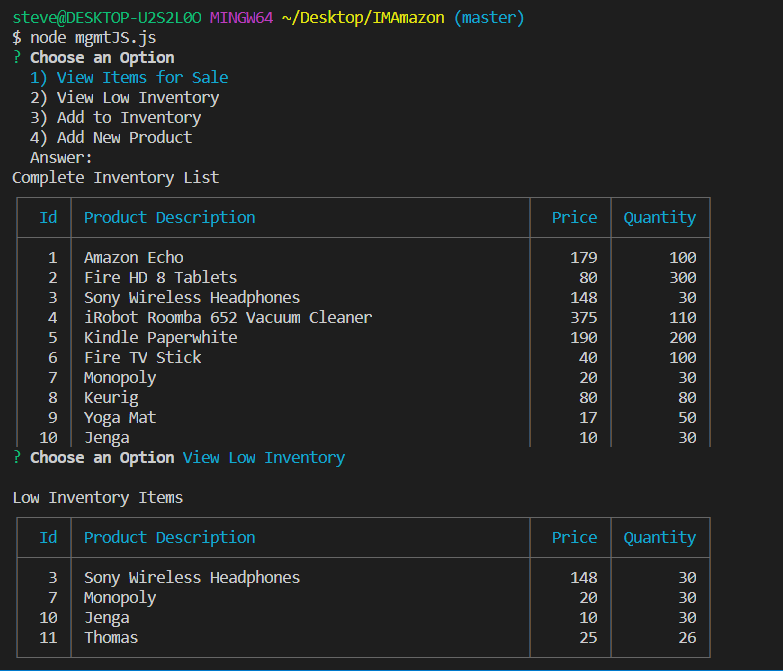 steve@DESKTOP-U2S2L0O MINGW64 ~/Desktop/IMAmazon (master)
$ node mgmtJS.js
? Choose an Option
1) View Items for Sale
2) View Low Inventory
3) Add to Inventory
4) Add New Product
Answer:
Complete Inventory List
Id Product Description Price Quantity
1 Amazon Echo 179 100
2 Fire HD 8 Tablets 80 300
3 Sony Wireless Headphones 148 30
4 iRobot Roomba 652 Vacuum Cleaner 375 110
5 Kindle Paperwhite 190 200
6 Fire TV Stick 40 100
7 Monopoly 20 30
8 Keurig 80 80
9 Yoga Mat 17 50
10 Jenga 10 30
? Choose an Option View Low Inventory
Low Inventory Items
Id Product Description Price Quantity
3 Sony Wireless Headphones 148 30
7 Monopoly 20 30
10 Jenga 10 30
11 Thomas 25 26